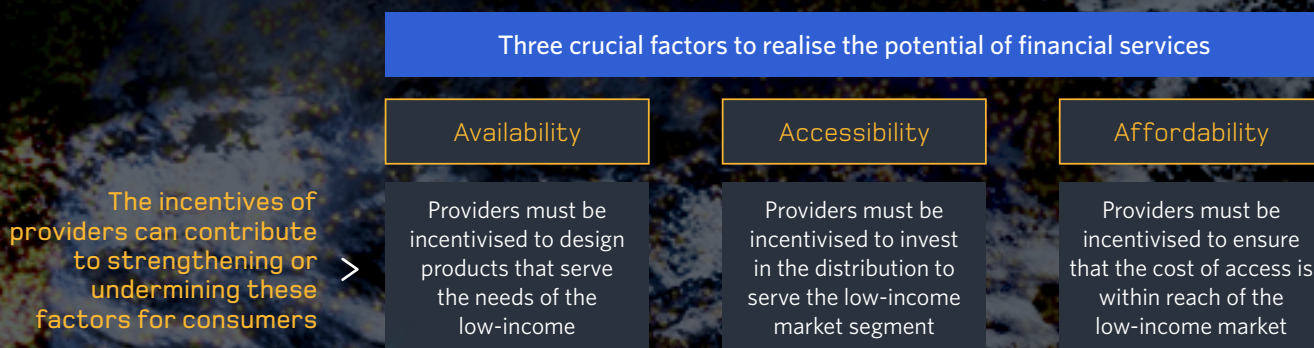 Three crucial factors to realise the potential of financial services
Availability
Accessibility
Affordability
The incentives of
providers can contribute
to strengthening or
undermining these
factors for consumers
>
Providers must be
incentivised to design
products that serve
the needs of the
low-income
Providers must be
incentivised to invest
in the distribution to
serve the low-income
market segment
Providers must be
incentivised to ensure
that the cost of access is
within reach of the
low-income market